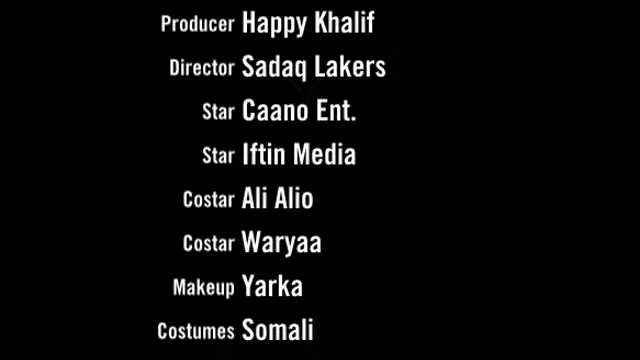 Producer Happy Khalif
Director Sadaq Lakers
Star Caano Ent.
Star Iftin Media
Costar Ali Alio
Costar Waryaa
Makeup Yarka
Costumes Somali